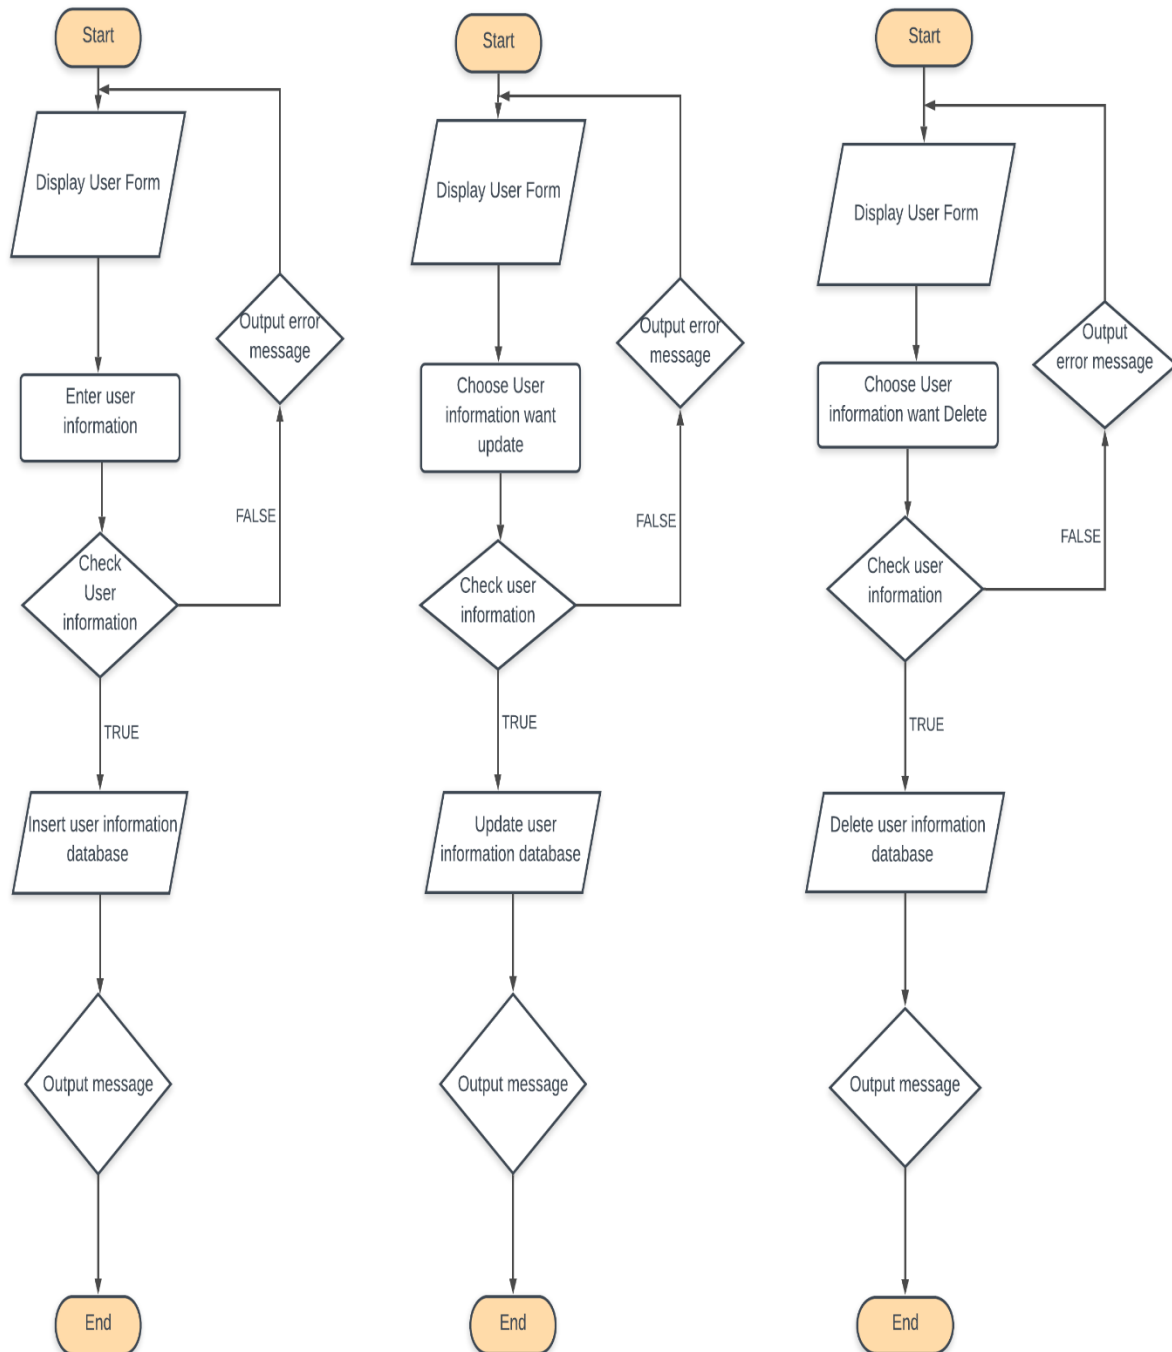 Start
Display User Form
Output error
message
Enter user
information
FALSE
Check
User
information
TRUE
Insert user information
database
Output message
End
Start
Display User Form
Output error
message
Choose User
information want
update
FALSE
Check user
information
TRUE
Update user
information database
Output message
End
Start
Display User Form
Output
error message
Choose User
information want Delete
FALSE
Check user
information
TRUE
Delete user information
database
Output message
End